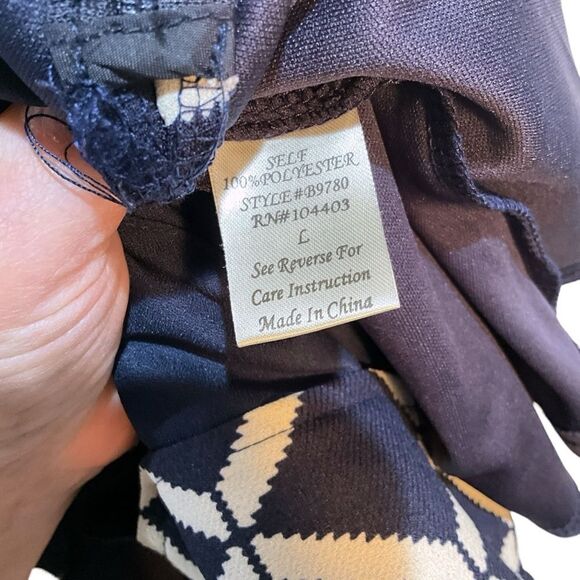 SELF
100%POLYESTER
STYLE#B9780
RN#104403
L
See Reverse For
Care Instruction
Made In China